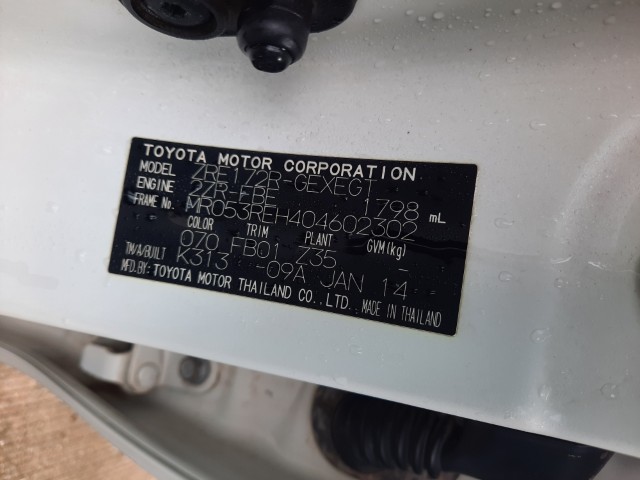 TOYOTA MOTOR CORPORATION
MODEL ZRE172R-GEXEGT
ENGINE 2ZR-FBE 1798 mL
FRAME No. MR053REH404602302
COLOR TRIM PLANT GVM(kg)
070 FB01 Z35 -
TM/A/BUILT K313 -09A JAN 14
MFD.BY:TOYOTA MOTOR THAILAND CO.,LTD. MADE IN THAILAND